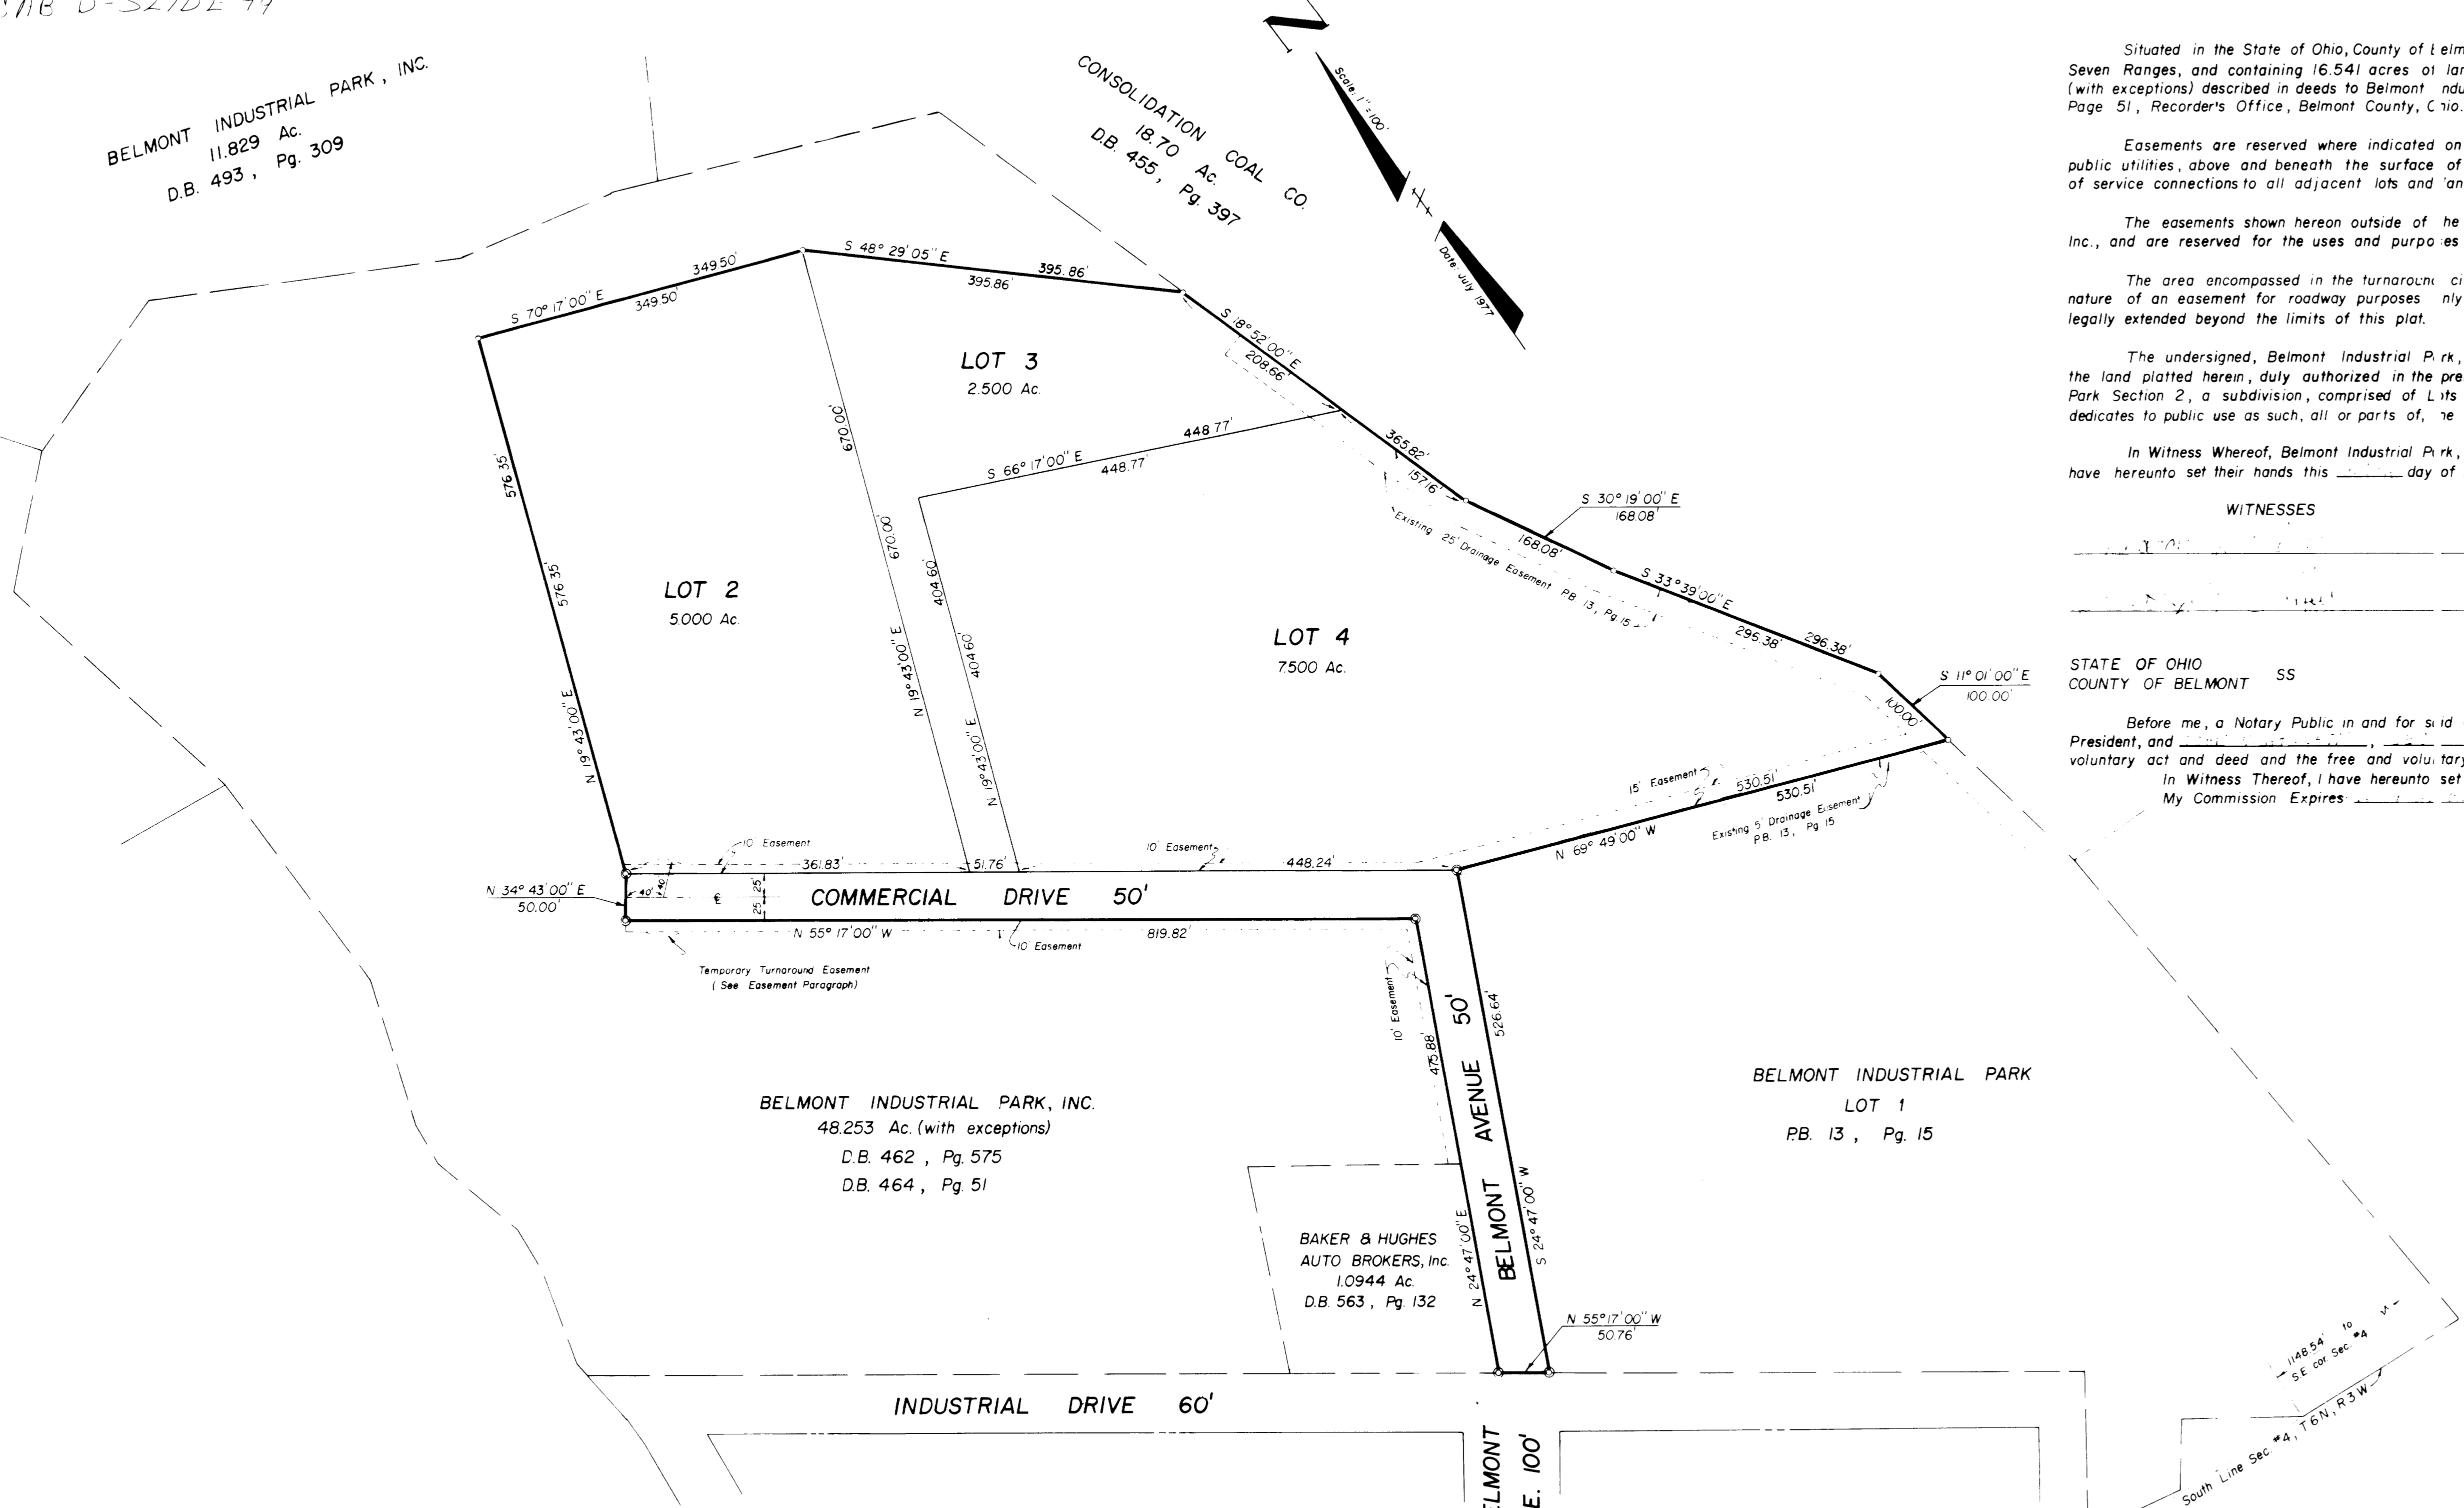 BELMONT INDUSTRIAL PARK, INC.
11.829 Ac.
D.B. 493, Pg. 309
CONSOLIDATION COAL CO.
18.70 Ac.
D.B. 455, Pg. 397
N
Scale: 1"=100'
Date: July 1977
S 70° 17' 00" E
349.50'
349.50'
S 48° 29' 05" E
395.86'
395.86'
S 18° 52' 00" E
208.66'
365.82'
157.16'
S 30° 19' 00" E
168.08'
168.08'
S 33° 39' 00" E
296.38'
296.38'
S 11° 01' 00" E
100.00'
100.00'
LOT 3
2.500 Ac.
670.00'
670.00'
N 19° 43' 00" E
S 66° 17' 00" E
448.77'
448.77'
Existing 25' Drainage Easement P.B. 13, Pg. 15
576.35'
576.35'
N 19° 43' 00" E
LOT 2
5.000 Ac.
404.60'
404.60'
N 19° 43' 00" E
LOT 4
7.500 Ac.
15' Easement
530.51'
530.51'
N 69° 49' 00" W
Existing 5' Drainage Easement
P.B. 13, Pg. 15
10' Easement
361.83'
51.76'
10' Easement
448.24'
N 34° 43' 00" E
50.00'
40'
40'
25'
25'
COMMERCIAL DRIVE 50'
N 55° 17' 00" W
10' Easement
819.82'
Temporary Turnaround Easement
( See Easement Paragraph)
10' Easement
475.88'
N 24° 47' 00" E
BELMONT AVENUE 50'
526.64'
S 24° 47' 00" W
BELMONT INDUSTRIAL PARK, INC.
48.253 Ac. (with exceptions)
D.B. 462 , Pg. 575
D.B. 464 , Pg. 51
BELMONT INDUSTRIAL PARK
LOT 1
P.B. 13 , Pg. 15
BAKER & HUGHES
AUTO BROKERS, Inc.
1.0944 Ac.
D.B. 563 , Pg. 132
N 55° 17' 00" W
50.76'
INDUSTRIAL DRIVE 60'
E. 100'
1148.54' to
S.E. cor. Sec. #4
South Line Sec. #4, T6N, R3W
Situated in the State of Ohio, County of
Seven Ranges, and containing 16.541 acres of
(with exceptions) described in deeds to Belmont
Page 51, Recorder's Office, Belmont County, Ohio.
Easements are reserved where indicated on
public utilities, above and beneath the surface of
of service connections to all adjacent lots and
The easements shown hereon outside of
Inc., and are reserved for the uses and purposes
The area encompassed in the turnaround
nature of an easement for roadway purposes
legally extended beyond the limits of this plat.
The undersigned, Belmont Industrial Park,
the land platted herein, duly authorized in the
Park Section 2, a subdivision, comprised of Lots
dedicates to public use as such, all or parts of,
In Witness Whereof, Belmont Industrial Park,
have hereunto set their hands this day of
WITNESSES
STATE OF OHIO
COUNTY OF BELMONT SS
Before me, a Notary Public in and for said
President, and ,
voluntary act and deed and the free and voluntary
In Witness Thereof, I have hereunto set
My Commission Expires